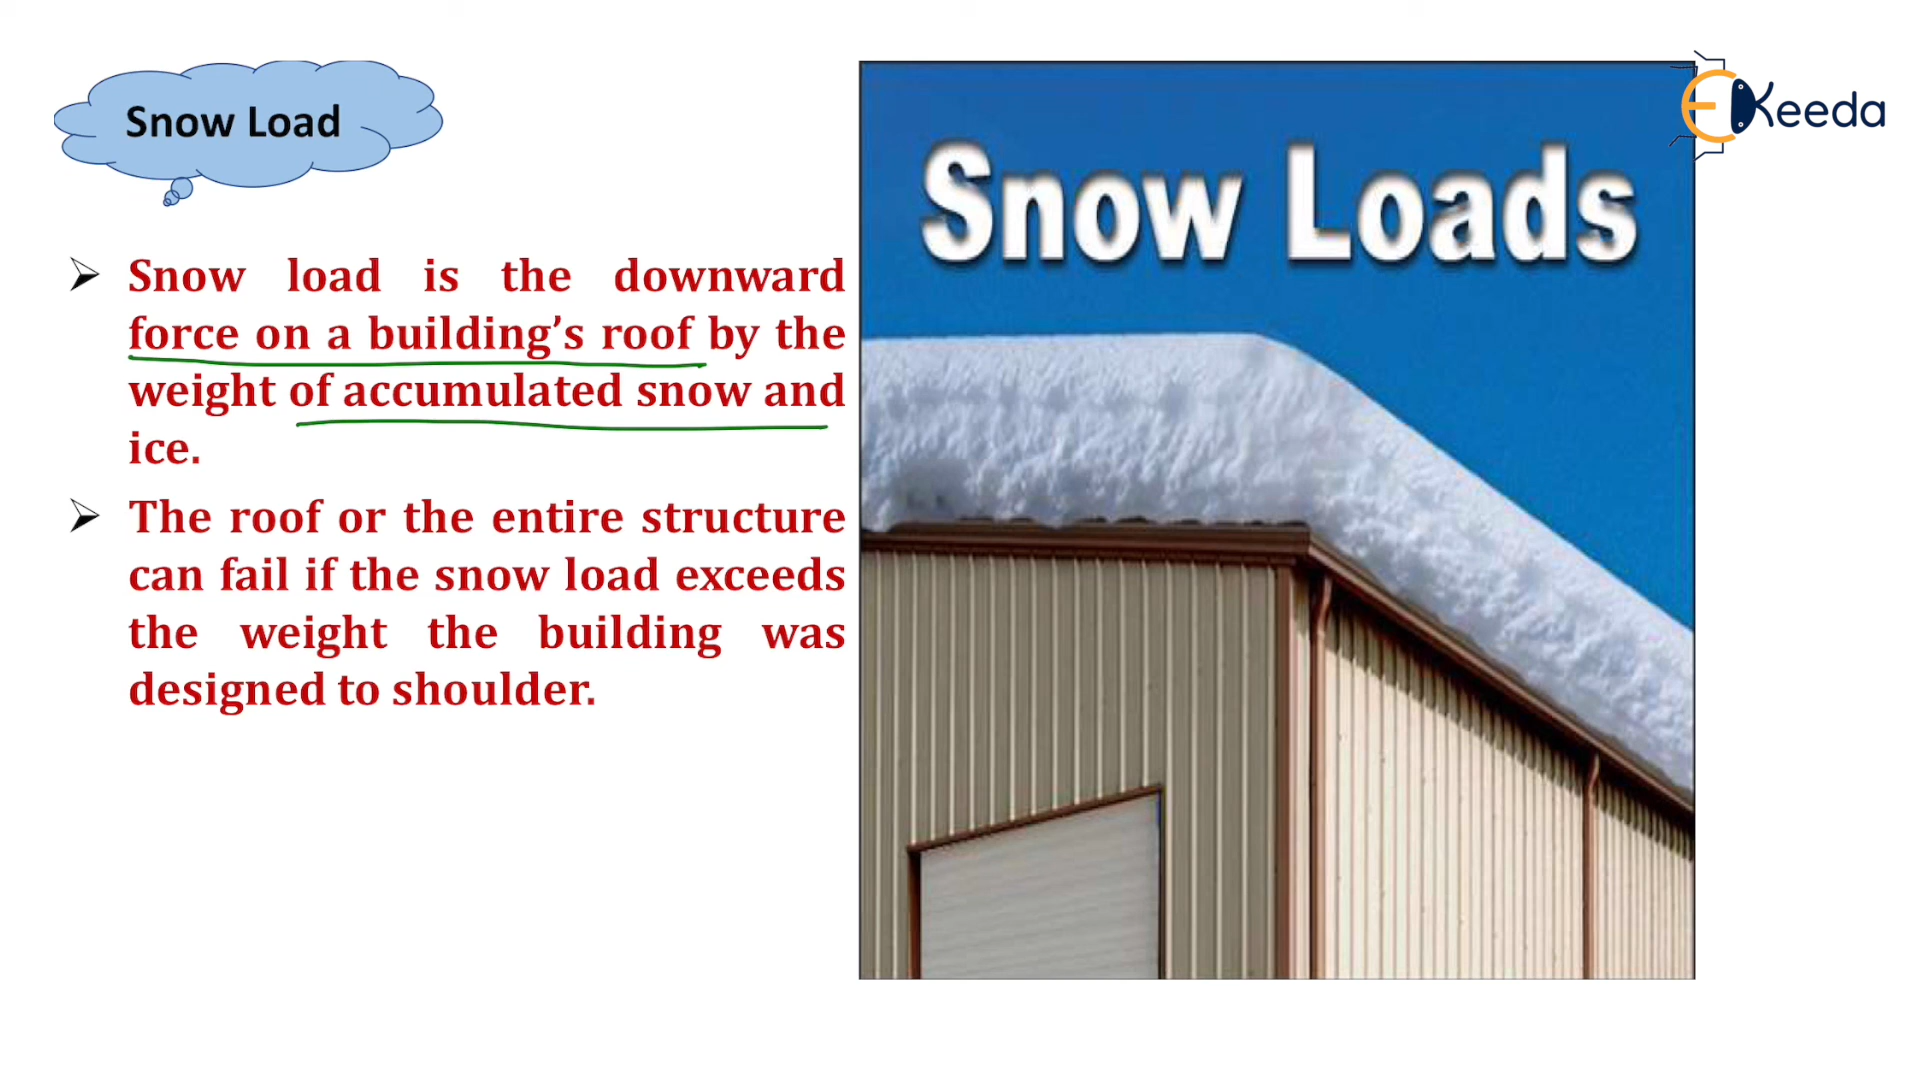 Snow Load
Snow load is the downward
force on a building’s roof by the
weight of accumulated snow and
ice.
The roof or the entire structure
can fail if the snow load exceeds
the weight the building was
designed to shoulder.
Snow Loads
EKeeda